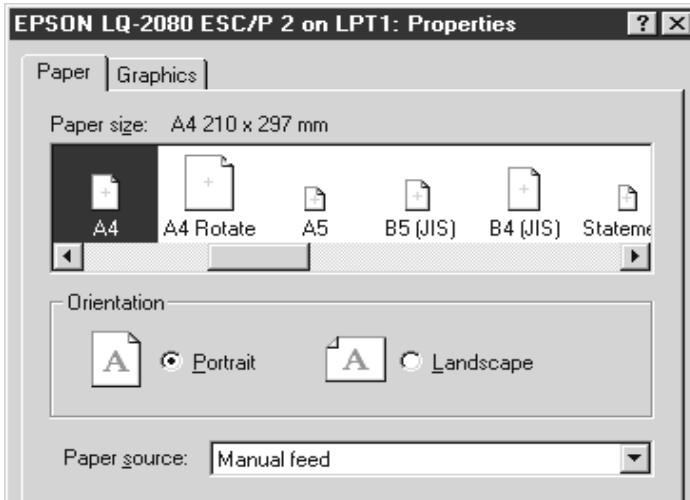 EPSON LQ-2080 ESC/P 2 on LPT1: Properties
Paper Graphics
Paper size: A4 210 x 297 mm
A4 A4 Rotate A5 B5 (JIS) B4 (JIS) Stateme
Orientation
A Portrait A Landscape
Paper source: Manual feed